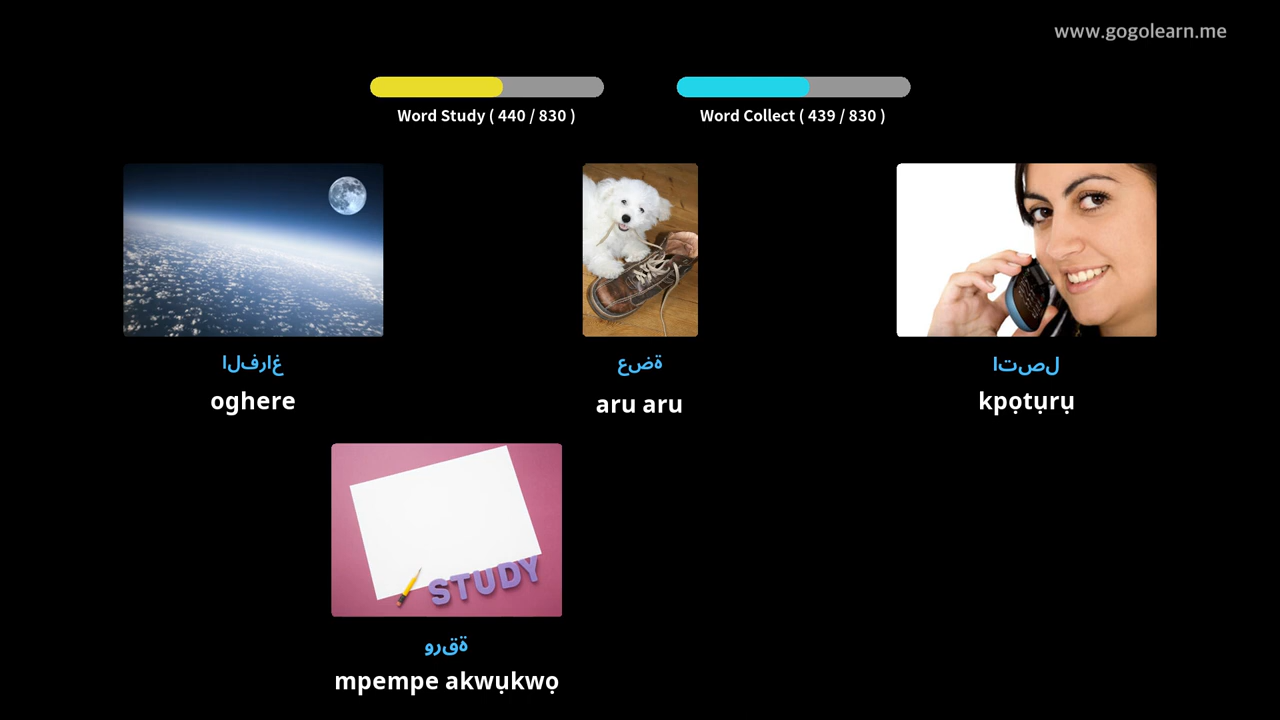 www.gogolearn.me
Word Study ( 440 / 830 )
Word Collect ( 439 / 830 )
الفراغ
oghere
عضة
aru aru
اتصل
kpọtụrụ
STUDY
ورقة
mpempe akwụkwọ